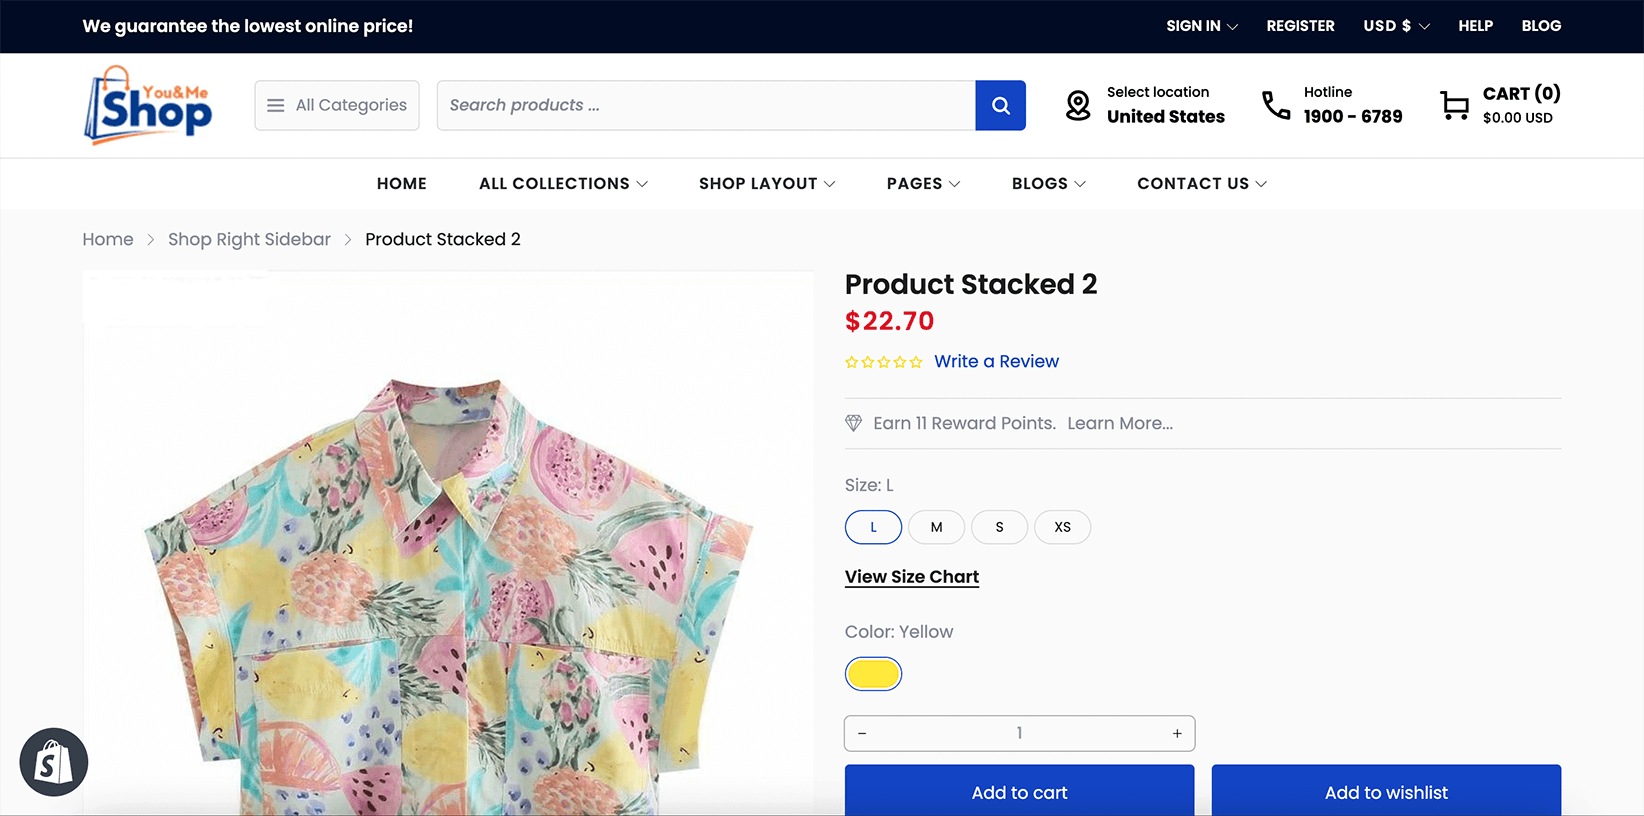 We guarantee the lowest online price!
SIGN IN
REGISTER
USD $
HELP
BLOG
You&Me
Shop
All Categories
Search products ...
Select location
United States
Hotline
1900 - 6789
CART (0)
$0.00 USD
HOME
ALL COLLECTIONS
SHOP LAYOUT
PAGES
BLOGS
CONTACT US
Home > Shop Right Sidebar > Product Stacked 2
Product Stacked 2
$22.70
Write a Review
Earn 11 Reward Points. Learn More...
Size: L
L
M
S
XS
View Size Chart
Color: Yellow
- 1 +
Add to cart
Add to wishlist
S